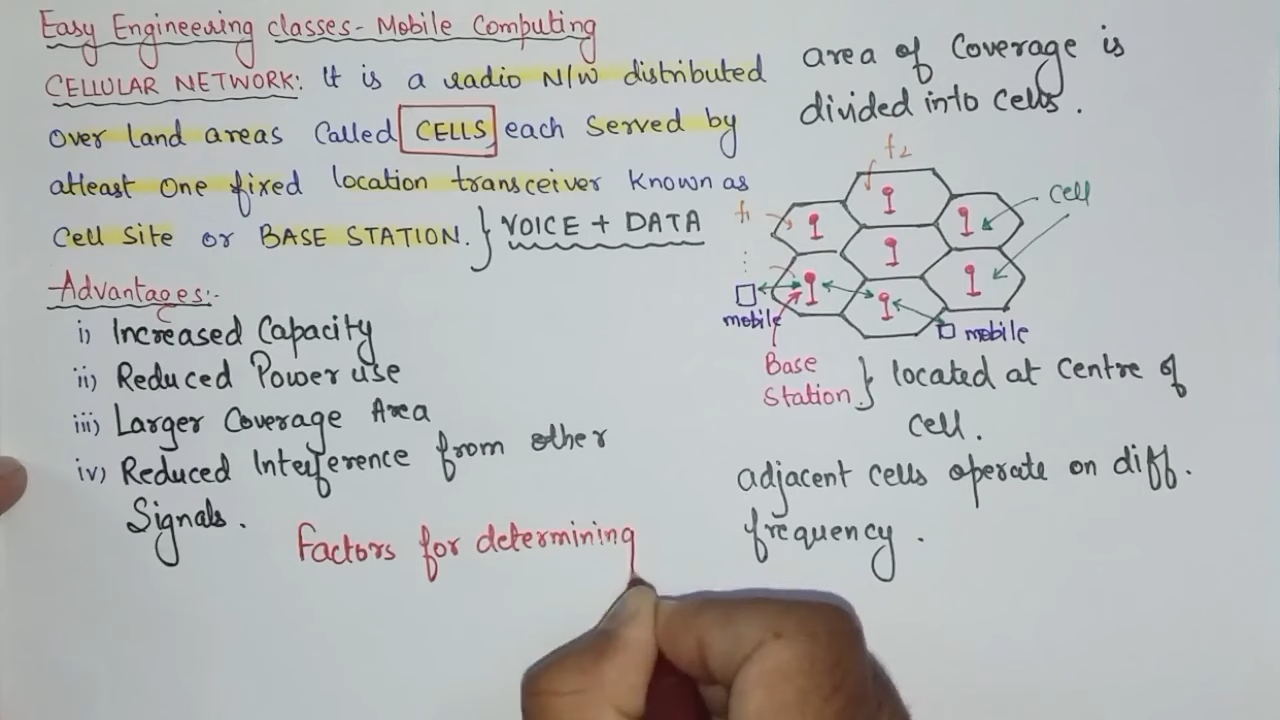 Easy Engineering classes - Mobile Computing
CELLULAR NETWORK: It is a radio N/W distributed
over land areas called CELLS, each served by
atleast one fixed location transceiver known as
cell site or BASE STATION. } VOICE + DATA
Advantages:-
i) Increased Capacity
ii) Reduced Power use
iii) Larger Coverage Area
iv) Reduced Interference from other
Signals.
Factors for determining
area of Coverage is
divided into cells.
f2
f1
cell
mobile
mobile
Base
Station } located at centre of
cell.
adjacent cells operate on diff.
frequency.